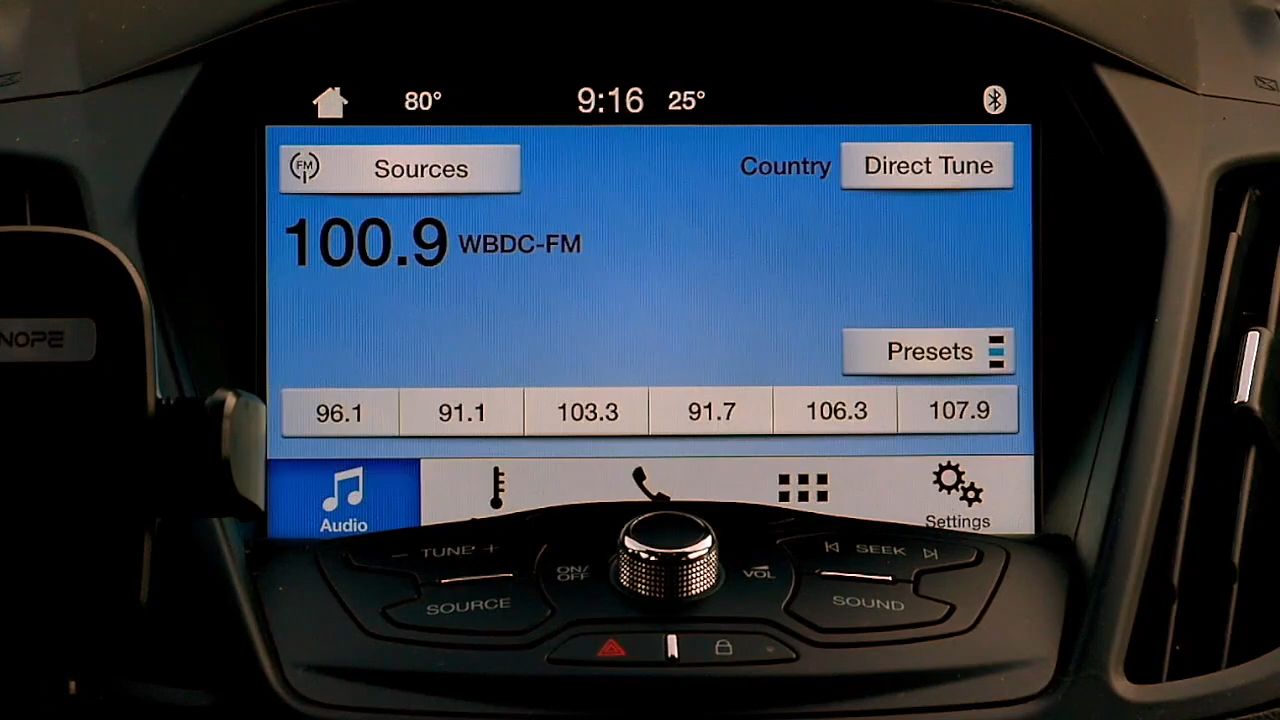 80° 9:16 25°
FM Sources Country Direct Tune
100.9 WBDC-FM
NOPE
Presets
96.1 91.1 103.3 91.7 106.3 107.9
Audio Settings
– TUNE + SEEK
ON/
OFF
VOL
SOURCE SOUND